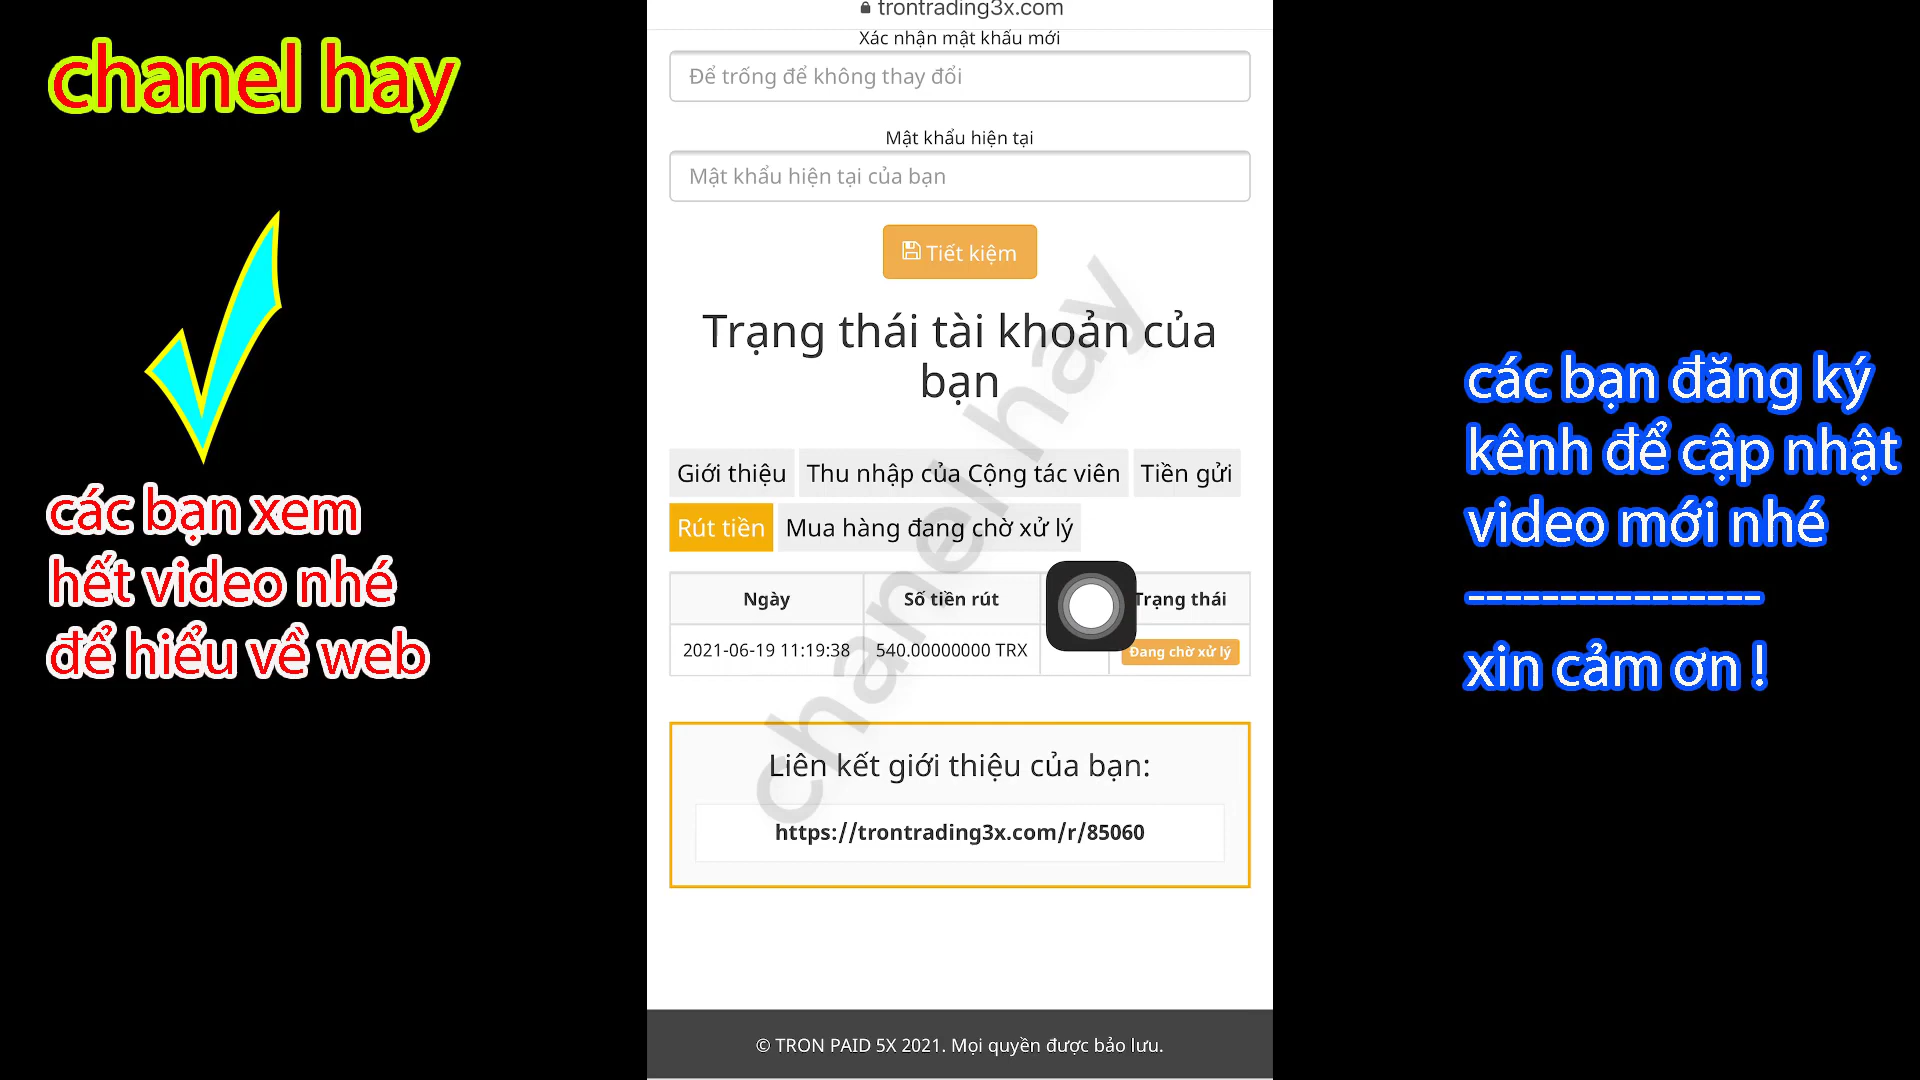 chanel hay
các bạn xem
hết video nhé
để hiểu về web
trontrading3x.com
Xác nhận mật khẩu mới
Để trống để không thay đổi
Mật khẩu hiện tại
Mật khẩu hiện tại của bạn
Tiết kiệm
Trạng thái tài khoản của
bạn
Giới thiệu Thu nhập của Cộng tác viên Tiền gửi
Rút tiền Mua hàng đang chờ xử lý
Ngày Số tiền rút Trạng thái
2021-06-19 11:19:38 540.00000000 TRX Đang chờ xử lý
Liên kết giới thiệu của bạn:
https://trontrading3x.com/r/85060
© TRON PAID 5X 2021. Mọi quyền được bảo lưu.
chanel hay
các bạn đăng ký
kênh để cập nhật
video mới nhé
----------------
xin cảm ơn !